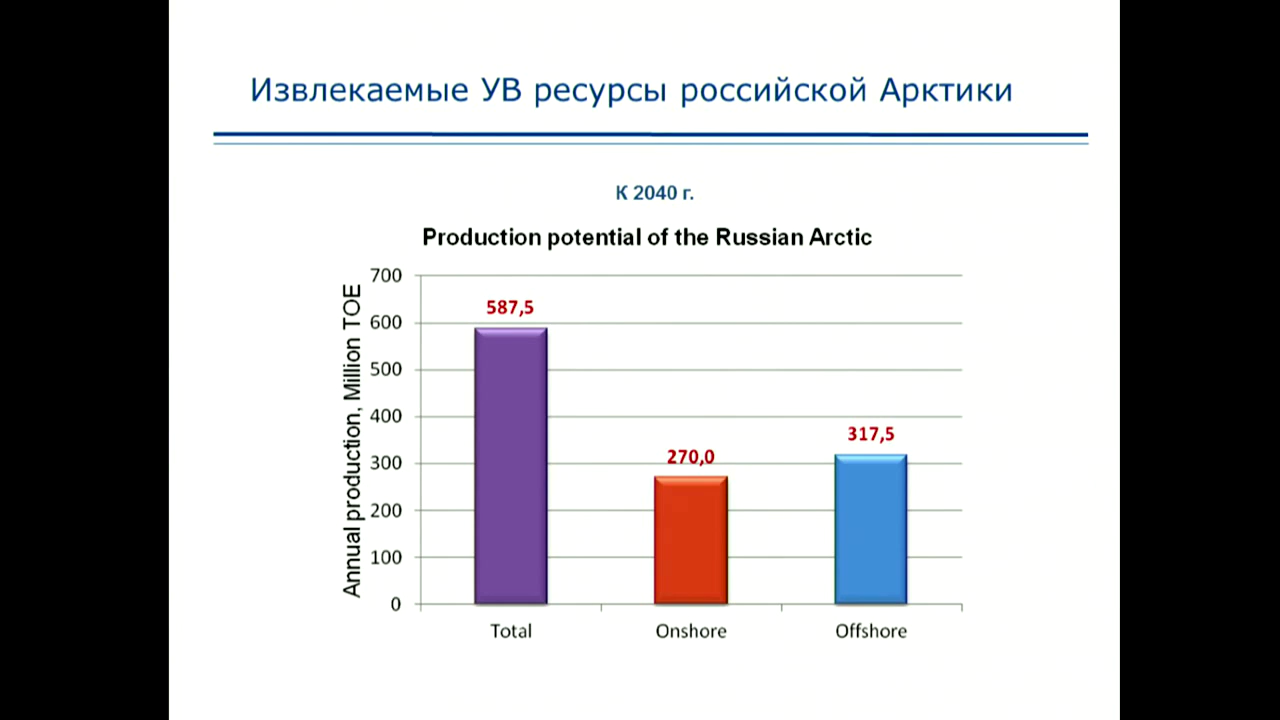 Извлекаемые УВ ресурсы российской Арктики
К 2040 г.
Production potential of the Russian Arctic
Annual production, Million TOE
700
600
500
400
300
200
100
0
587,5
270,0
317,5
Total
Onshore
Offshore